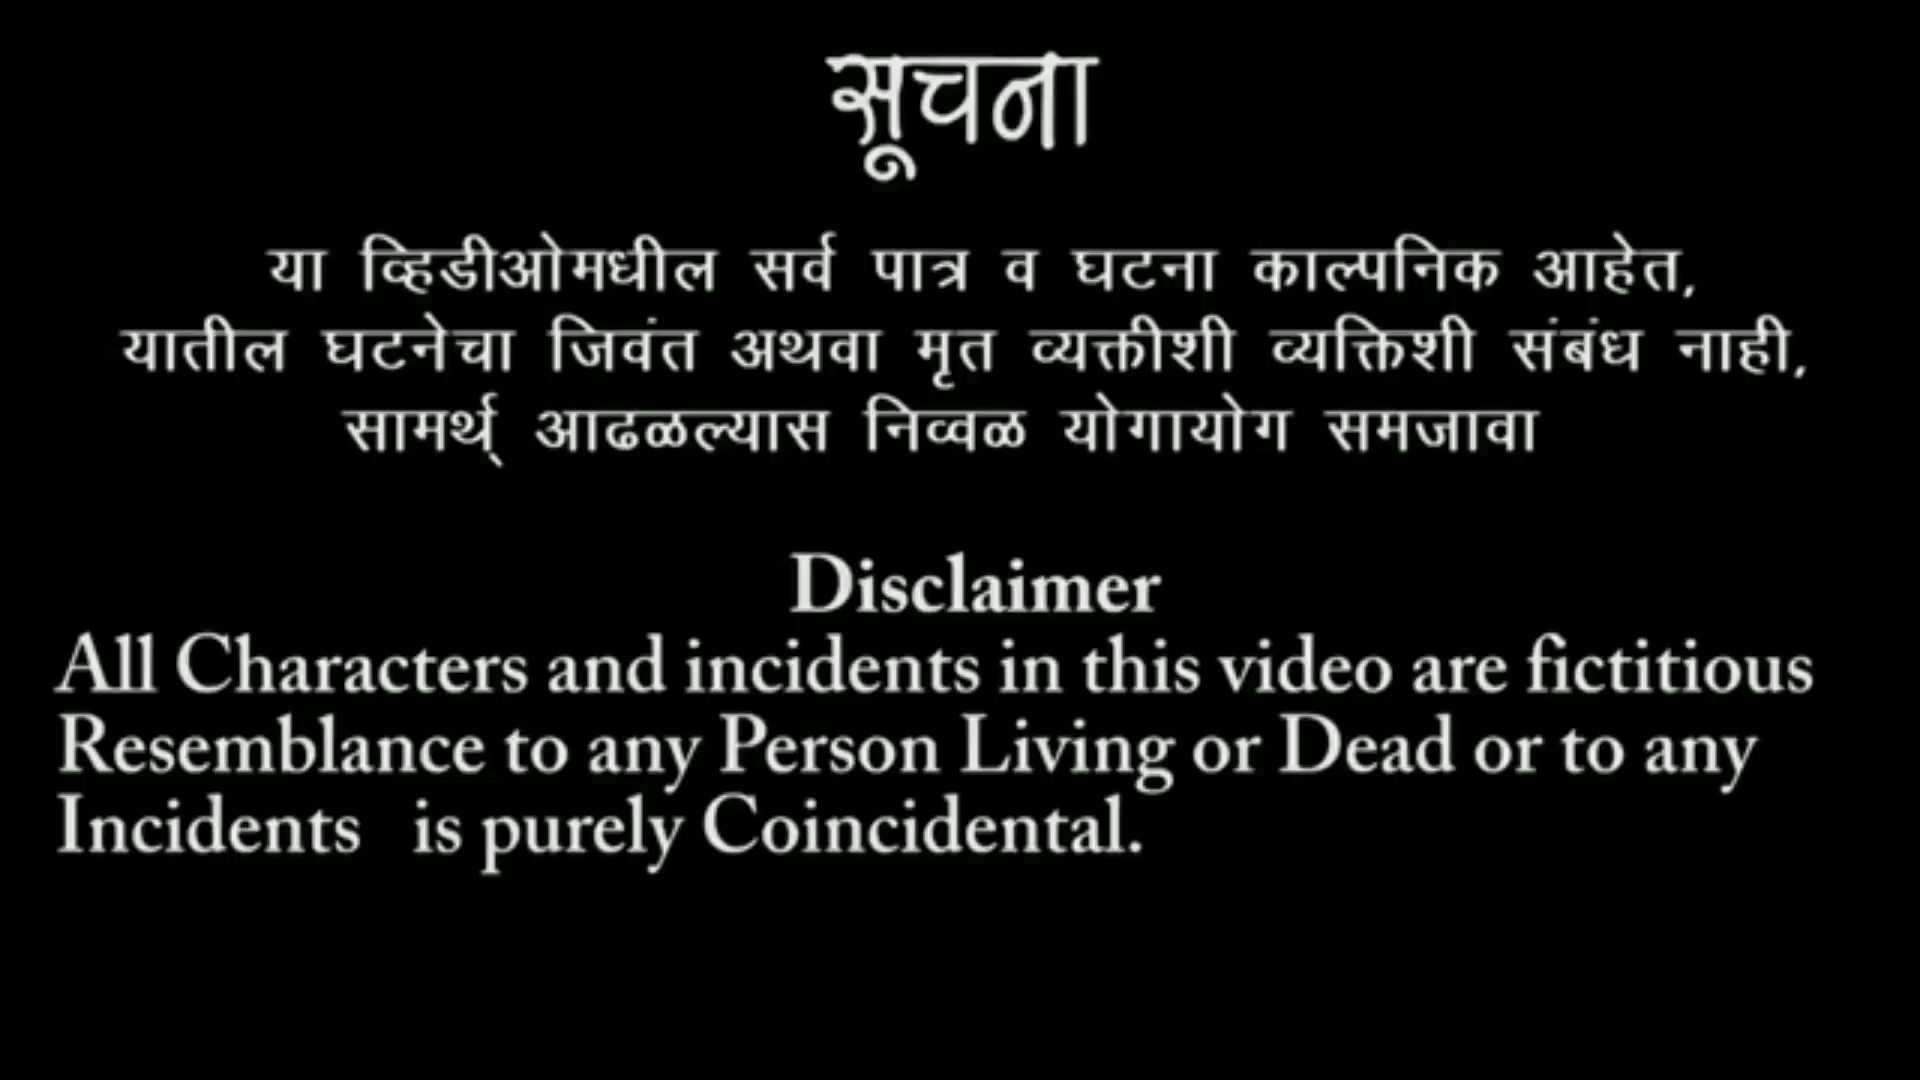 सूचना
या व्हिडीओमधील सर्व पात्र व घटना काल्पनिक आहेत,
यातील घटनेचा जिवंत अथवा मृत व्यक्तीशी व्यक्तिशी संबंध नाही,
सामर्थ् आढळल्यास निव्वळ योगायोग समजावा
Disclaimer
All Characters and incidents in this video are fictitious
Resemblance to any Person Living or Dead or to any
Incidents is purely Coincidental.